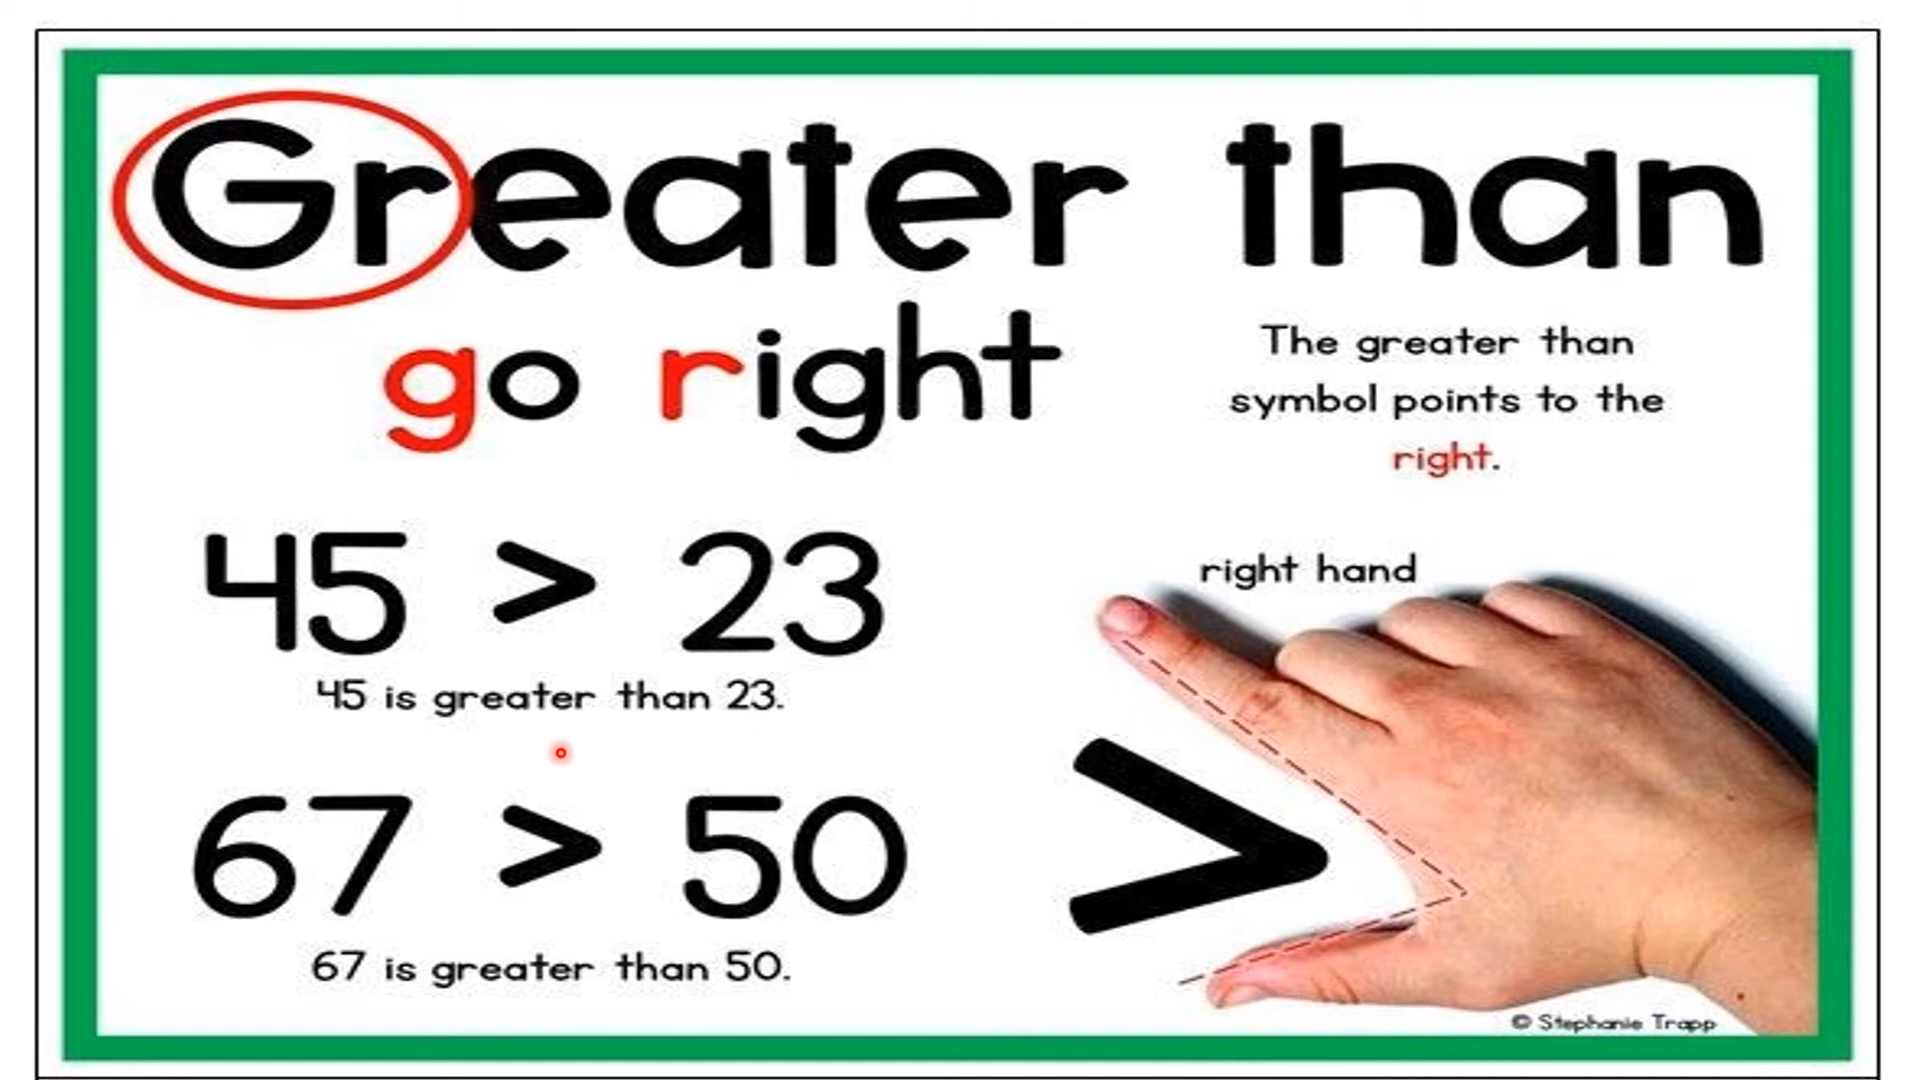 Greater than
go right
The greater than
symbol points to the
right.
45 > 23
45 is greater than 23.
right hand
67 > 50
>
67 is greater than 50.
© Stephanie Trapp